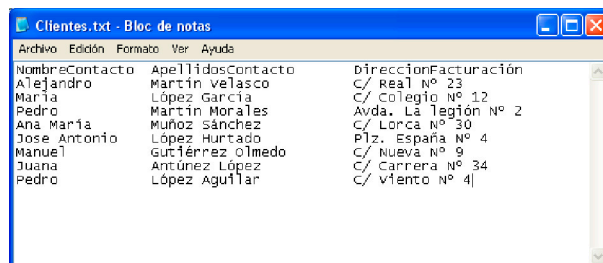 Clientes.txt - Bloc de notas
Archivo Edición Formato Ver Ayuda
NombreContacto ApellidosContacto DireccionFacturación
Alejandro Martín Velasco C/ Real Nº 23
María López García C/ Colegio Nº 12
Pedro Martín Morales Avda. La legión Nº 2
Ana María Muñoz Sánchez C/ Lorca Nº 30
Jose Antonio López Hurtado Plz. España Nº 4
Manuel Gutiérrez Olmedo C/ Nueva Nº 9
Juana Antúnez López C/ Carrera Nº 34
Pedro López Aguilar C/ Viento Nº 4